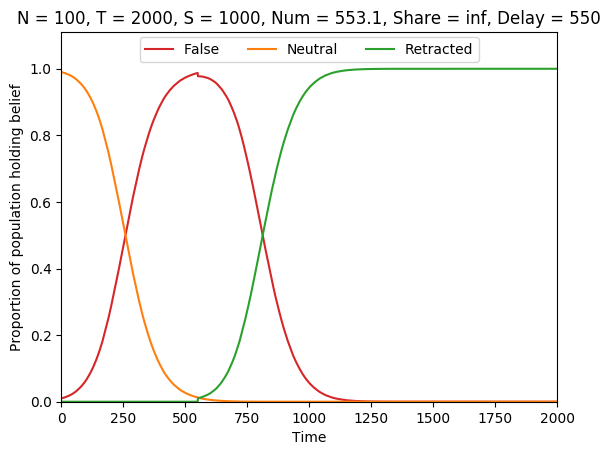 N = 100, T = 2000, S = 1000, Num = 553.1, Share = inf, Delay = 550
False Neutral Retracted
1.0
0.8
0.6
0.4
0.2
0.0
Proportion of population holding belief
0 250 500 750 1000 1250 1500 1750 2000
Time